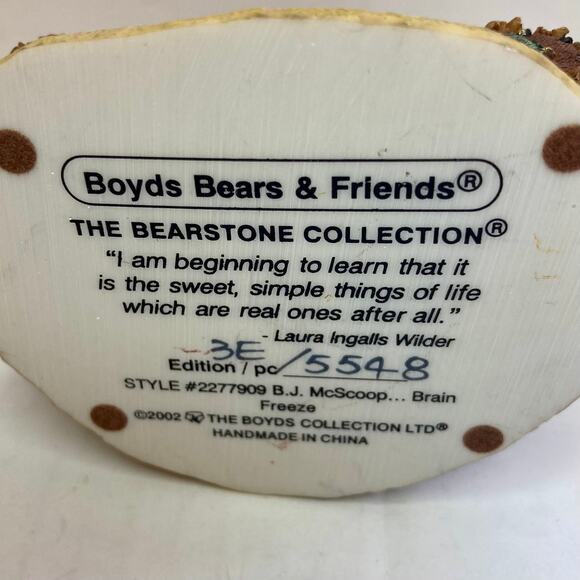 Boyds Bears & Friends®
THE BEARSTONE COLLECTION®
"I am beginning to learn that it
is the sweet, simple things of life
which are real ones after all."
- Laura Ingalls Wilder
3E/5548
Edition / pc
STYLE #2277909 B.J. McScoop... Brain
Freeze
©2002 THE BOYDS COLLECTION LTD®
HANDMADE IN CHINA